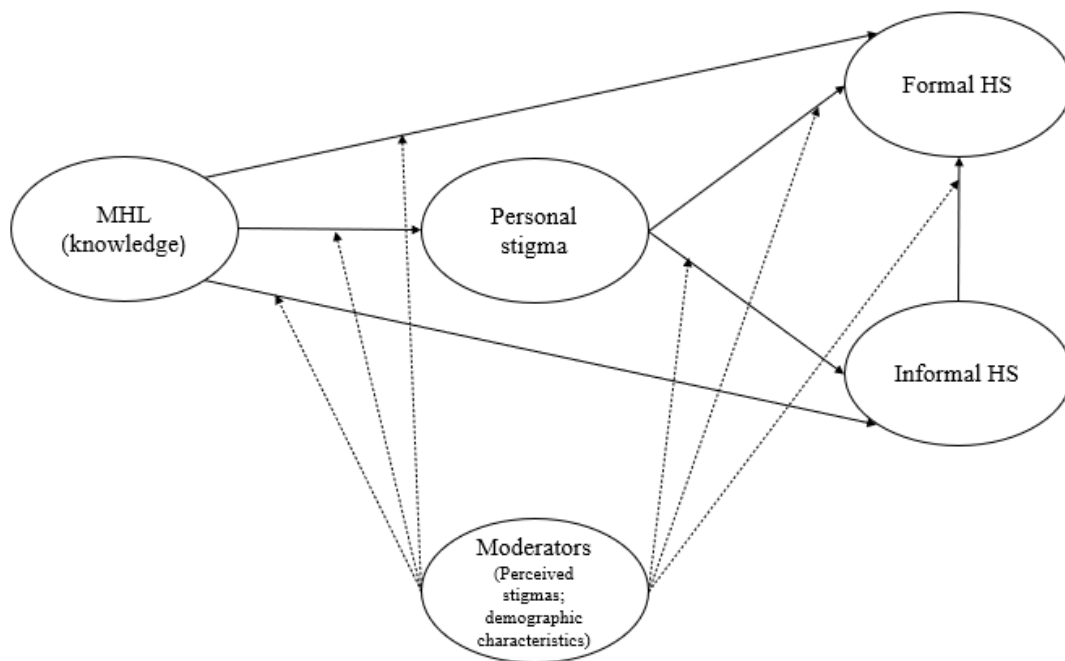 Formal HS
MHL
(knowledge)
Personal
stigma
Informal HS
Moderators
(Perceived
stigmas;
demographic
characteristics)